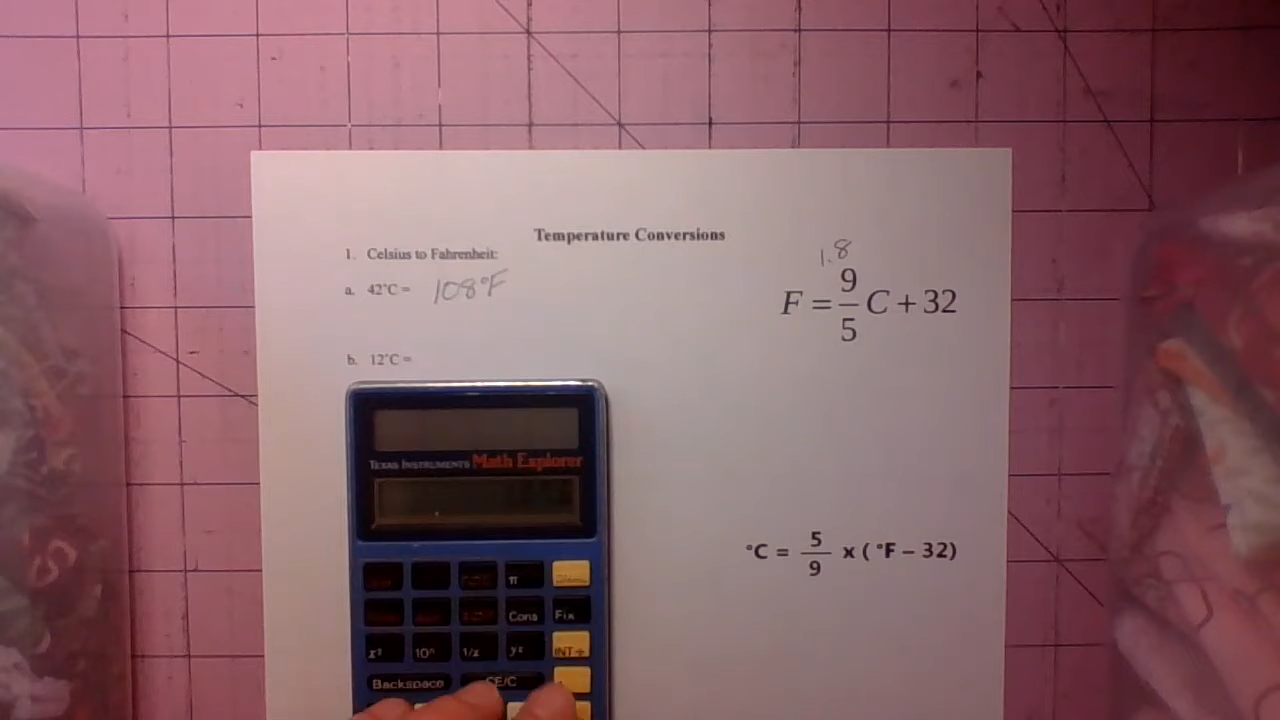 Temperature Conversions
1. Celsius to Fahrenheit:
a. 42°C = 108°F
b. 12°C =
1.8
F = 9/5 C + 32
°C = 5/9 x (°F – 32)
TEXAS INSTRUMENTS Math Explorer
π
Cons Fix
x² 10ⁿ 1/x yˣ INT÷
Backspace CE/C